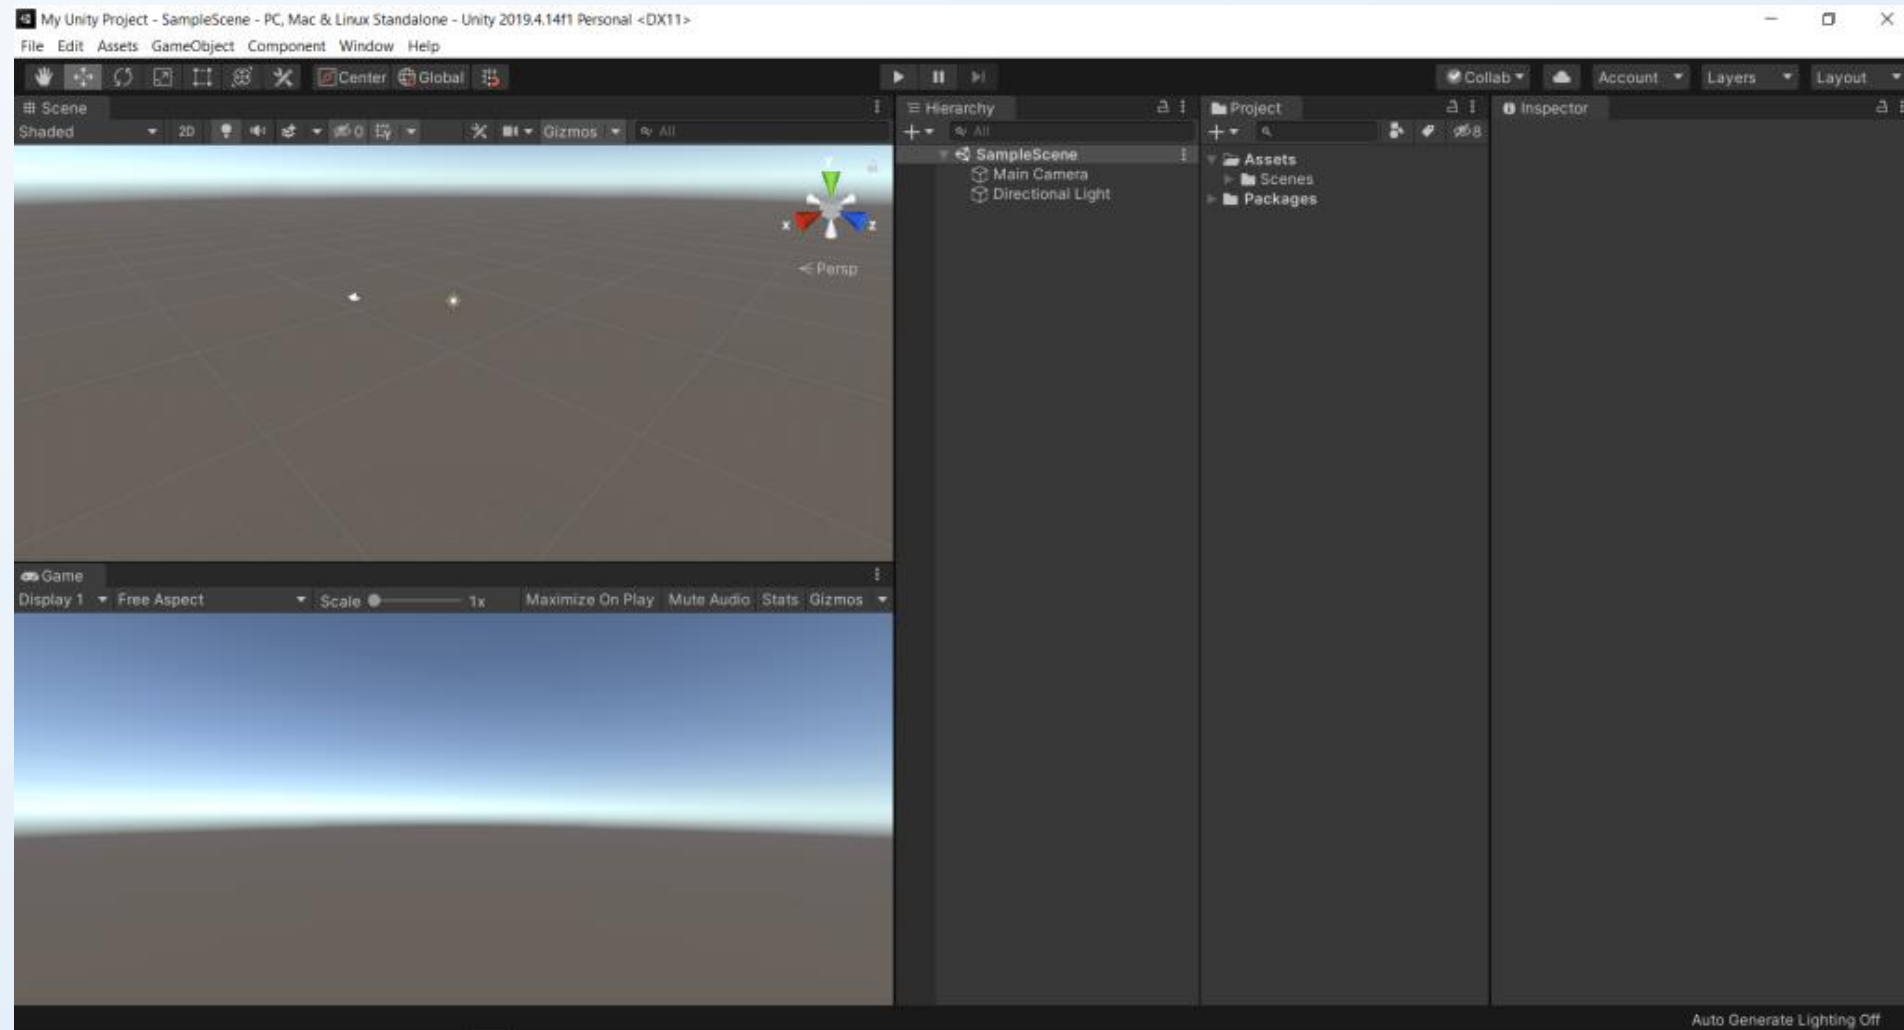 My Unity Project - SampleScene - PC, Mac & Linux Standalone - Unity 2019.4.14f1 Personal <DX11>
File Edit Assets GameObject Component Window Help
Center Global
Collab Account Layers Layout
Scene
Shaded 2D 0 Gizmos All
y
x z
Persp
Game
Display 1 Free Aspect Scale 1x Maximize On Play Mute Audio Stats Gizmos
Hierarchy
All
SampleScene
Main Camera
Directional Light
Project
8
Assets
Scenes
Packages
Inspector
Auto Generate Lighting Off